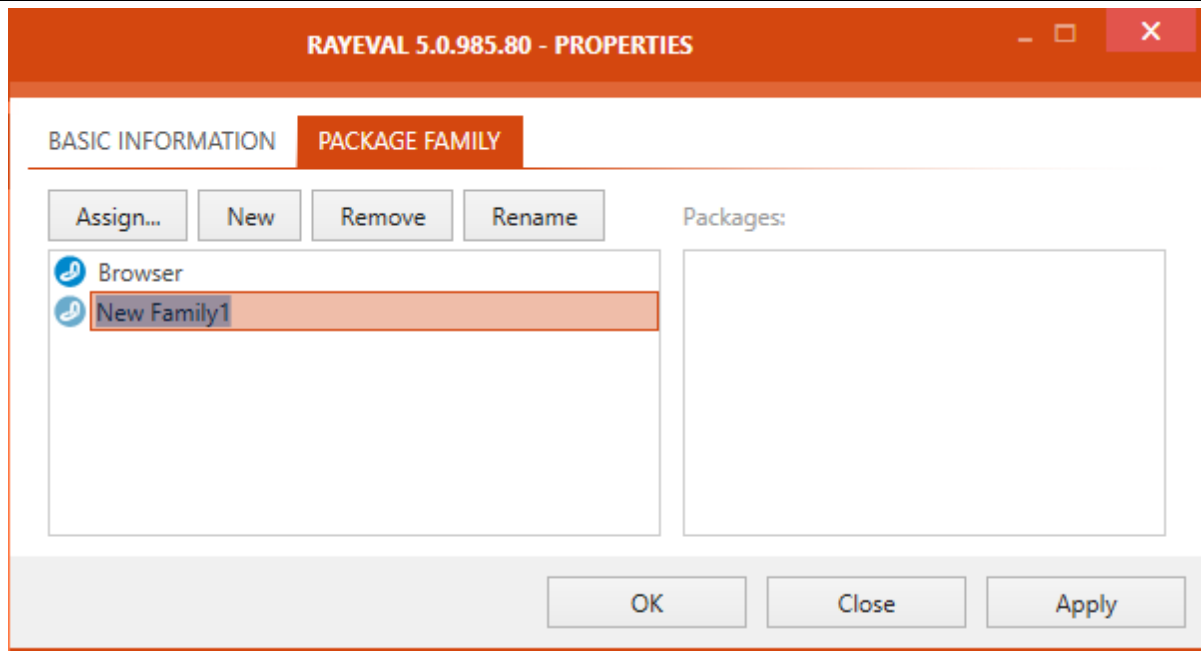 RAYEVAL 5.0.985.80 - PROPERTIES
BASIC INFORMATION PACKAGE FAMILY
Assign... New Remove Rename Packages:
Browser
New Family1
OK Close Apply